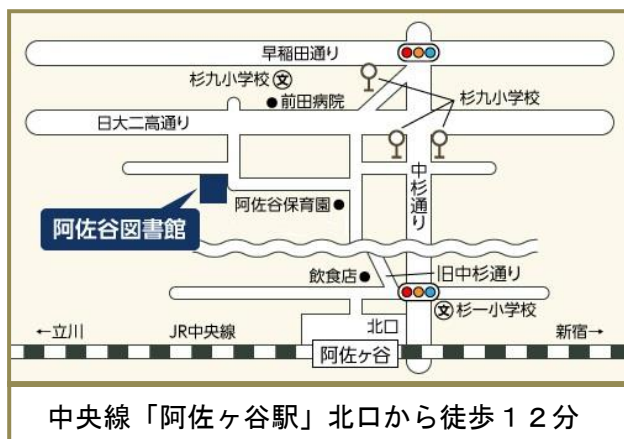 早稲田通り
杉九小学校 文
前田病院
杉九小学校
日大二高通り
中杉通り
阿佐谷保育園
阿佐谷図書館
飲食店
旧中杉通り
文 杉一小学校
←立川
JR中央線
北口
新宿→
阿佐ヶ谷
中央線「阿佐ヶ谷駅」北口から徒歩１２分